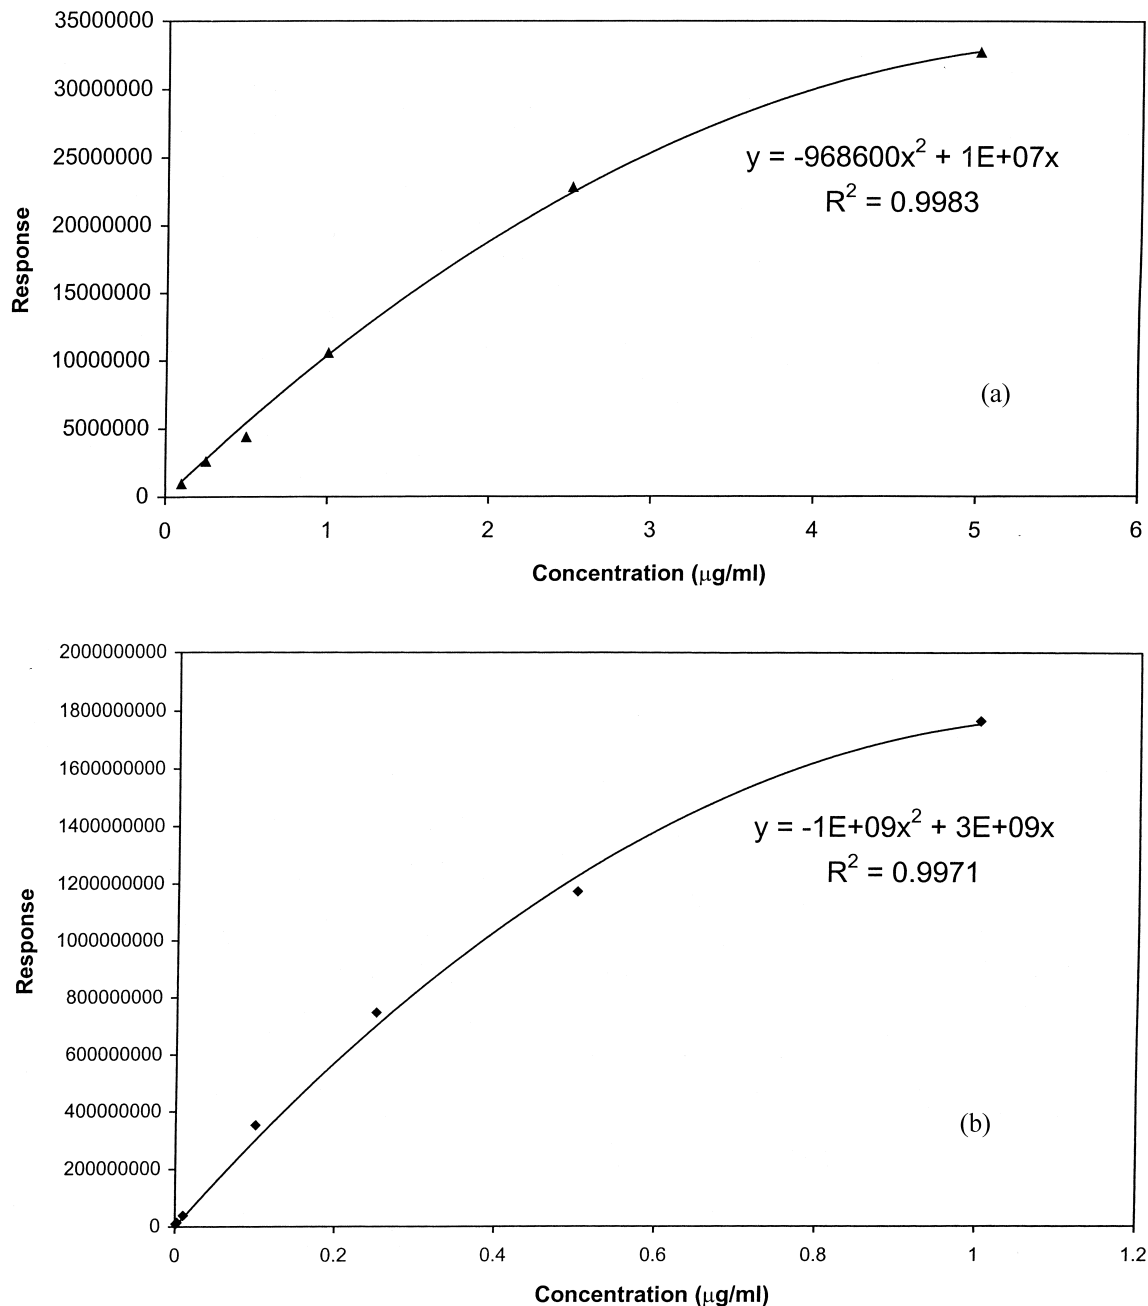 35000000
30000000
25000000
20000000
15000000
10000000
5000000
0
Response
y = -968600x² + 1E+07x
R² = 0.9983
(a)
0 1 2 3 4 5 6
Concentration (μg/ml)
2000000000
1800000000
1600000000
1400000000
1200000000
1000000000
800000000
600000000
400000000
200000000
0
Response
y = -1E+09x² + 3E+09x
R² = 0.9971
(b)
0 0.2 0.4 0.6 0.8 1 1.2
Concentration (μg/ml)